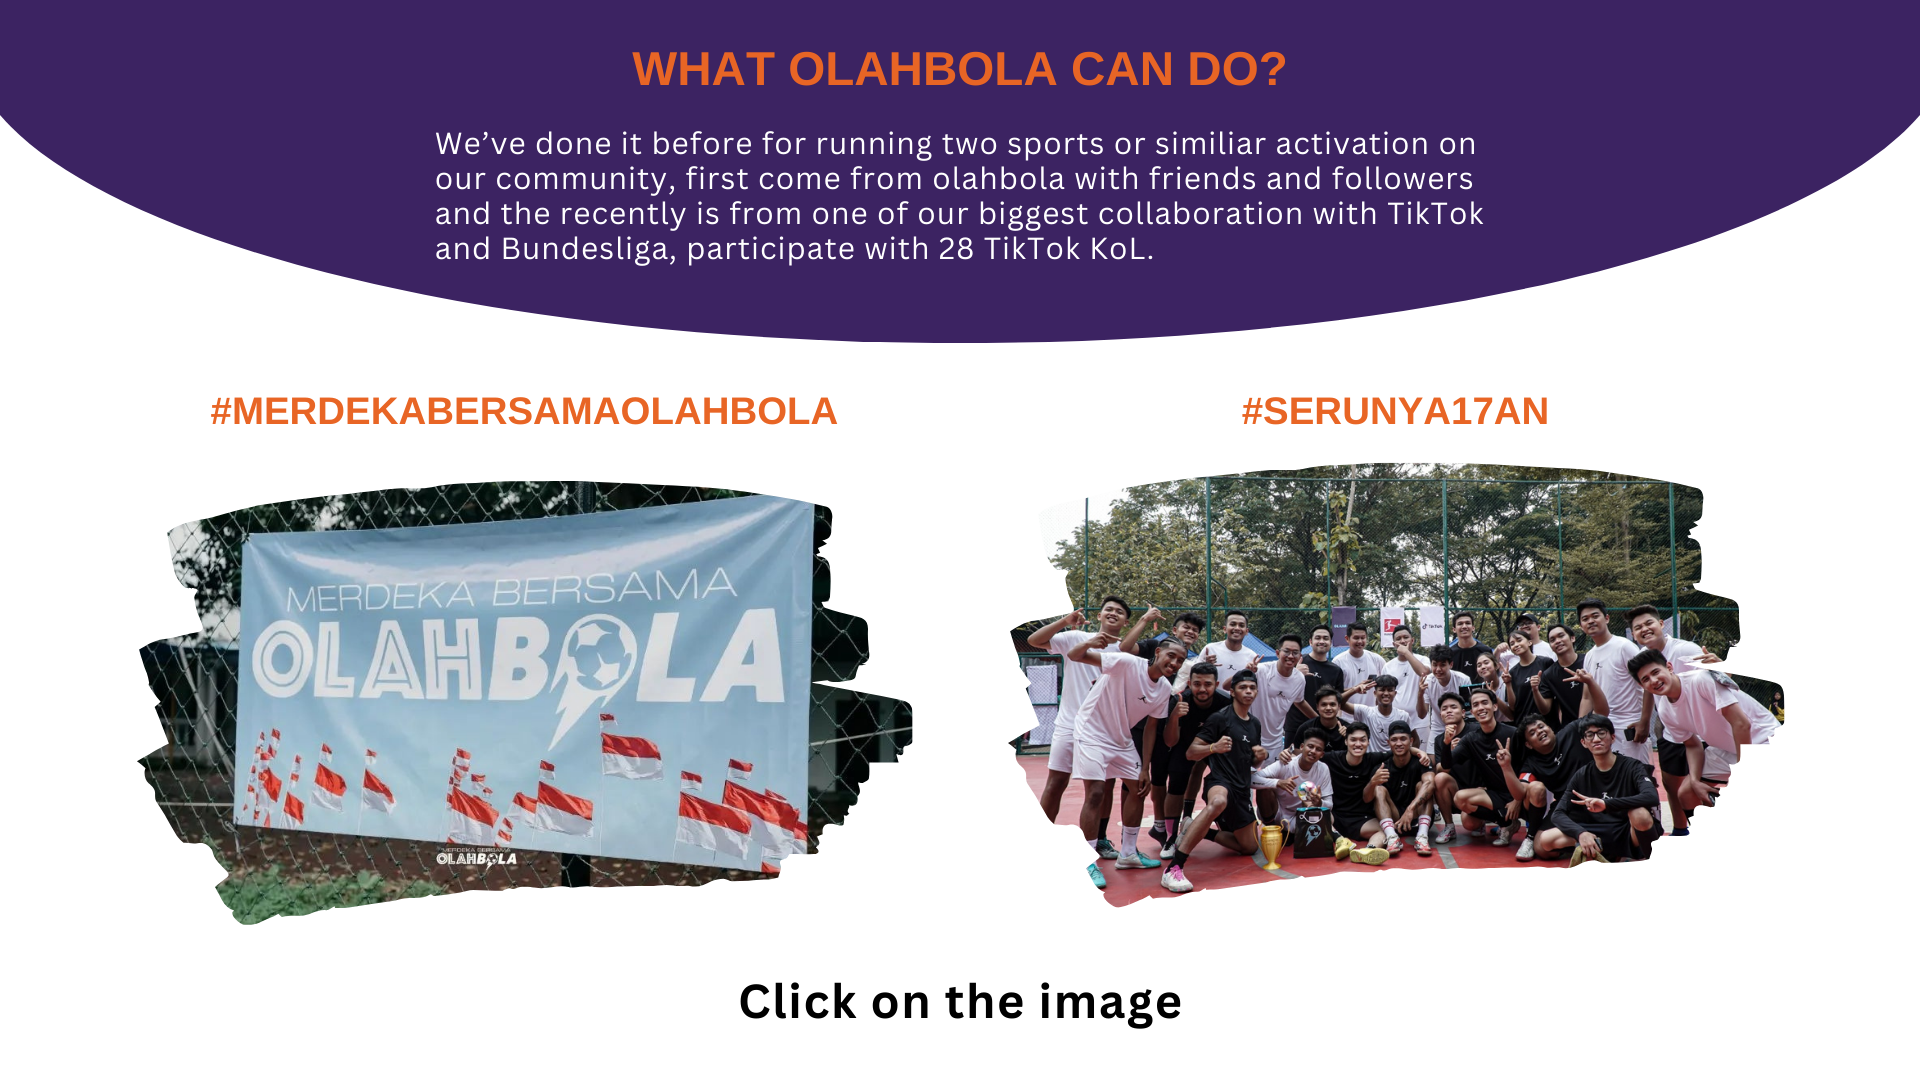 WHAT OLAHBOLA CAN DO?
We’ve done it before for running two sports or similiar activation on
our community, first come from olahbola with friends and followers
and the recently is from one of our biggest collaboration with TikTok
and Bundesliga, participate with 28 TikTok KoL.
#MERDEKABERSAMAOLAHBOLA
#SERUNYA17AN
MERDEKA BERSAMA
OLAHBOLA
MERDEKA BERSAMA
OLAHBOLA
TikTok
Click on the image